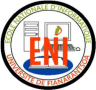 ECOLE NATIONALE D'INFORMATIQUE
ENI
UNIVERSITE DE FIANARANTSOA